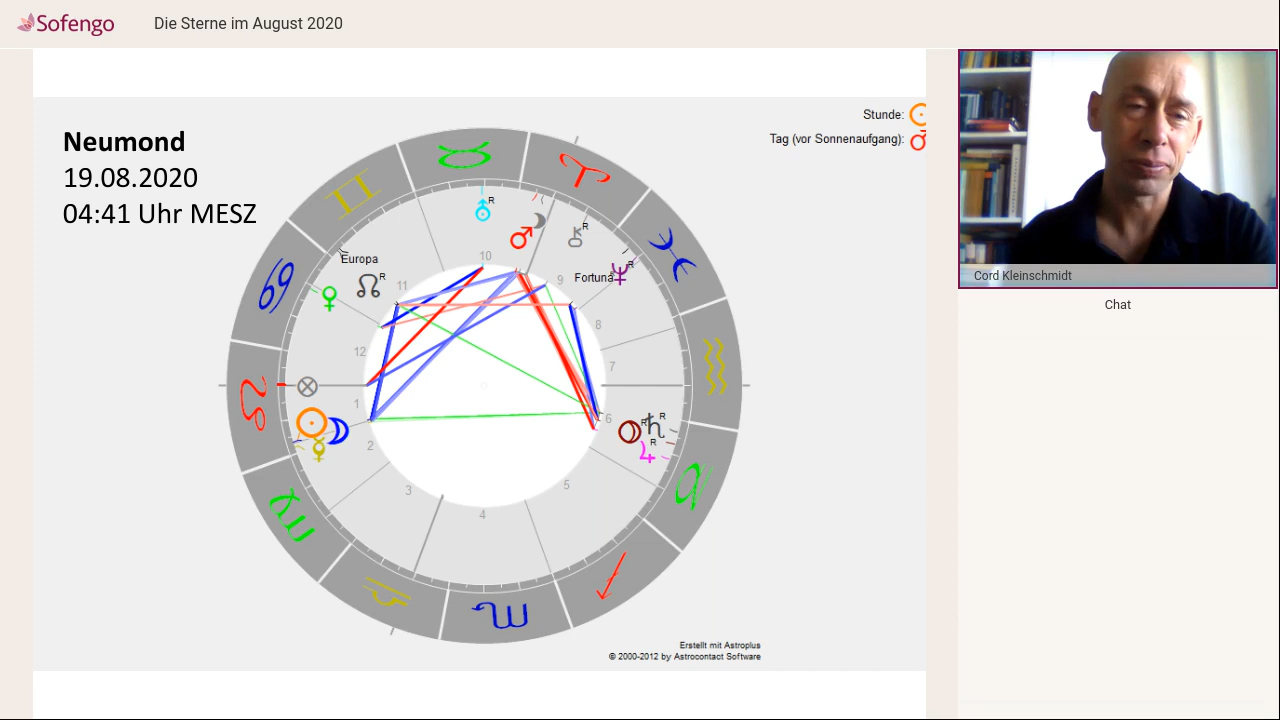 Sofengo
Die Sterne im August 2020
Neumond
19.08.2020
04:41 Uhr MESZ
Stunde:
Tag (vor Sonnenaufgang):
R
R
Europa
R
Fortuna
R
10
11
9
8
12
7
1
6
R
R
R
2
3
5
4
Erstellt mit Astroplus
© 2000-2012 by Astrocontact Software
Cord Kleinschmidt
Chat